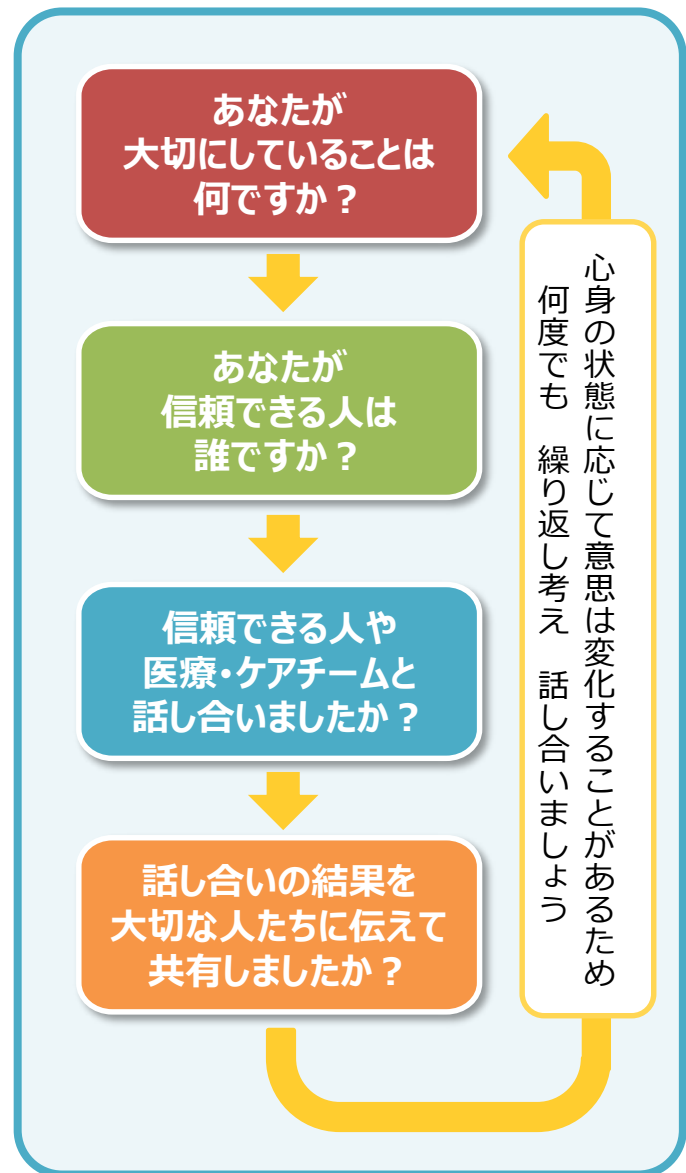 あなたが
大切にしていることは
何ですか？
あなたが
信頼できる人は
誰ですか？
信頼できる人や
医療・ケアチームと
話し合いましたか？
話し合いの結果を
大切な人たちに伝えて
共有しましたか？
心身の状態に応じて意思は変化することがあるため
何度でも　繰り返し考え　話し合いましょう